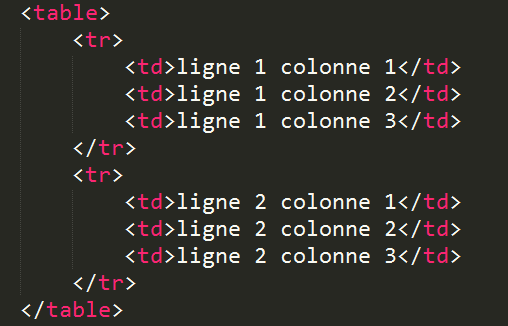 <table>
    <tr>
        <td>ligne 1 colonne 1</td>
        <td>ligne 1 colonne 2</td>
        <td>ligne 1 colonne 3</td>
    </tr>
    <tr>
        <td>ligne 2 colonne 1</td>
        <td>ligne 2 colonne 2</td>
        <td>ligne 2 colonne 3</td>
    </tr>
</table>